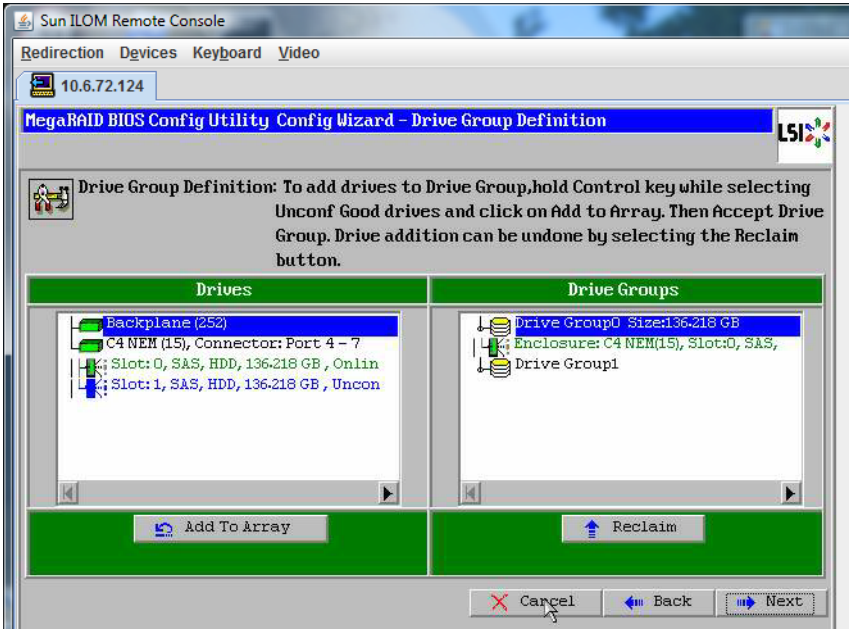 Sun ILOM Remote Console
Redirection Devices Keyboard Video
10.6.72.124
MegaRAID BIOS Config Utility Config Wizard – Drive Group Definition
LSI
Drive Group Definition: To add drives to Drive Group,hold Control key while selecting
Unconf Good drives and click on Add to Array. Then Accept Drive
Group. Drive addition can be undone by selecting the Reclaim
button.
Drives
Backplane (252)
C4 NEM (15), Connector: Port 4 – 7
Slot: 0, SAS, HDD, 136.218 GB , Onlin
Slot: 1, SAS, HDD, 136.218 GB , Uncon
Add To Array
Drive Groups
Drive Group0 Size:136.218 GB
Enclosure: C4 NEM(15), Slot:0, SAS,
Drive Group1
Reclaim
Cancel Back Next